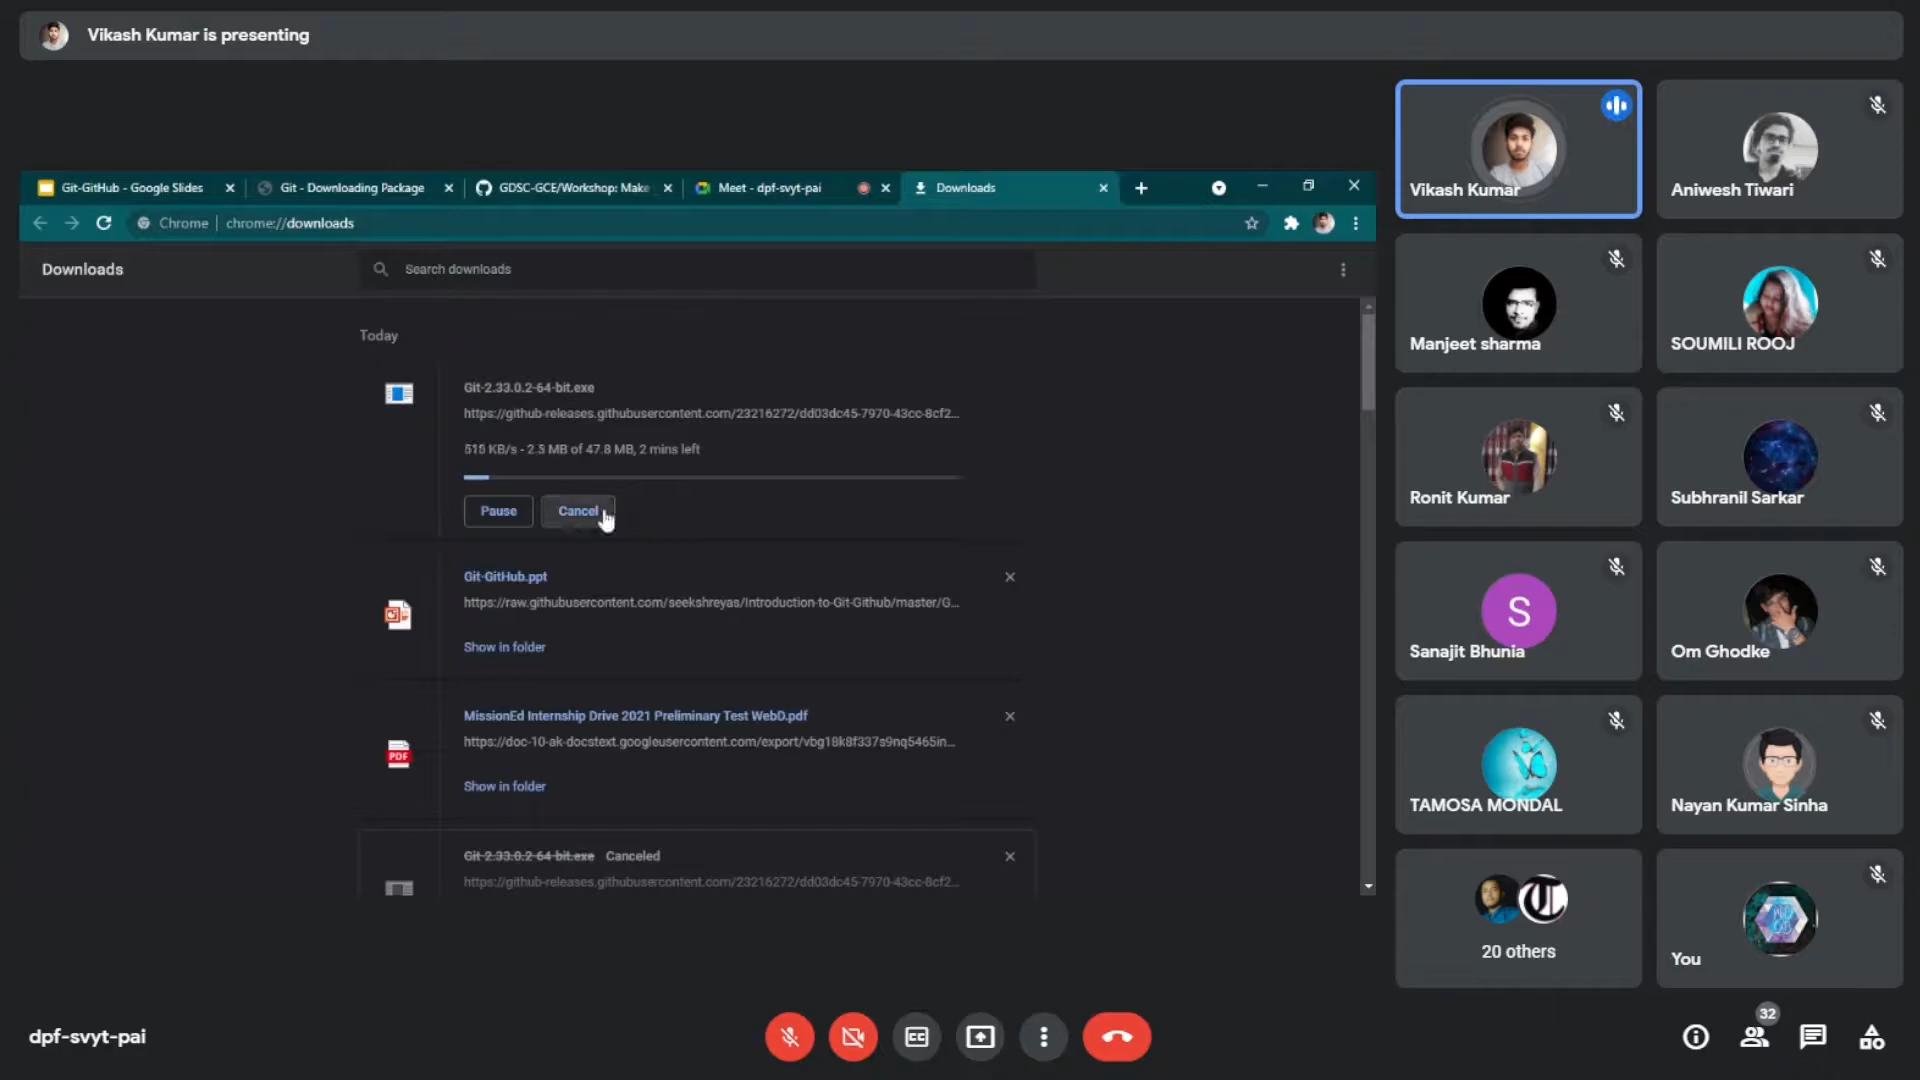 Vikash Kumar is presenting
Git-GitHub - Google Slides
Git - Downloading Package
GDSC-GCE/Workshop: Make
Meet - dpf-svyt-pai
Downloads
Chrome
chrome://downloads
Downloads
Search downloads
Today
Git-2.33.0.2-64-bit.exe
https://github-releases.githubusercontent.com/23216272/dd03dc45-7970-43cc-8cf2...
515 KB/s - 2.5 MB of 47.8 MB, 2 mins left
Pause
Cancel
Git-GitHub.ppt
https://raw.githubusercontent.com/seekshreyas/Introduction-to-Git-Github/master/G...
Show in folder
MissionEd Internship Drive 2021 Preliminary Test WebD.pdf
https://doc-10-ak-docstext.googleusercontent.com/export/vbg18k8f337s9nq5465in...
PDF
Show in folder
Git-2.33.0.2-64-bit.exe Canceled
https://github-releases.githubusercontent.com/23216272/dd03dc45-7970-43cc-8cf2...
Vikash Kumar
Aniwesh Tiwari
Manjeet sharma
SOUMILI ROOJ
Ronit Kumar
Subhranil Sarkar
S
Sanajit Bhunia
Om Ghodke
TAMOSA MONDAL
Nayan Kumar Sinha
20 others
You
dpf-svyt-pai
CC
32